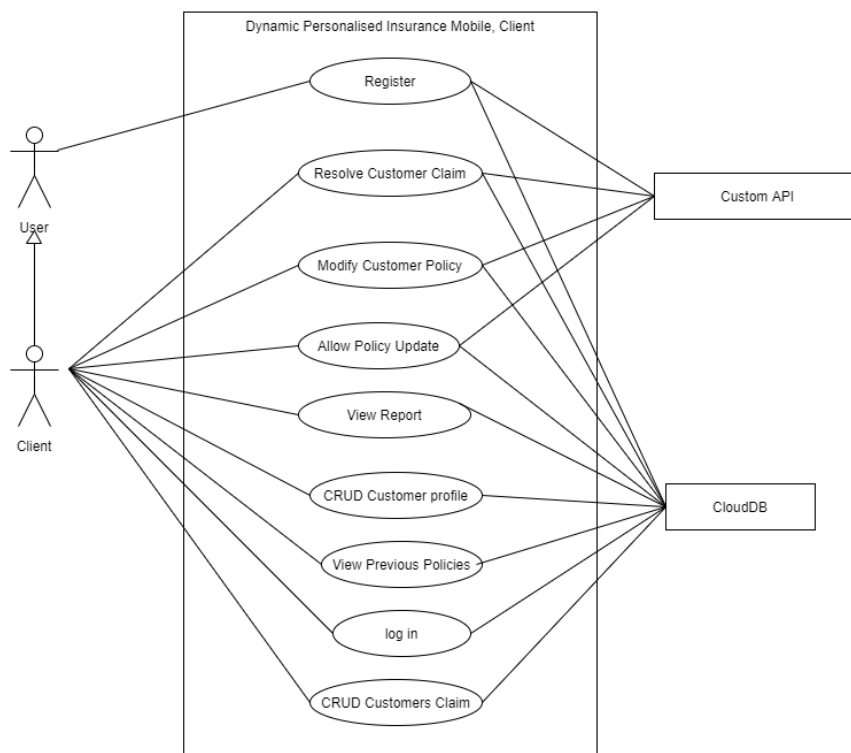 Dynamic Personalised Insurance Mobile, Client
Register
Resolve Customer Claim
Custom API
User
Modify Customer Policy
Allow Policy Update
View Report
Client
CRUD Customer profile
CloudDB
View Previous Policies
log in
CRUD Customers Claim